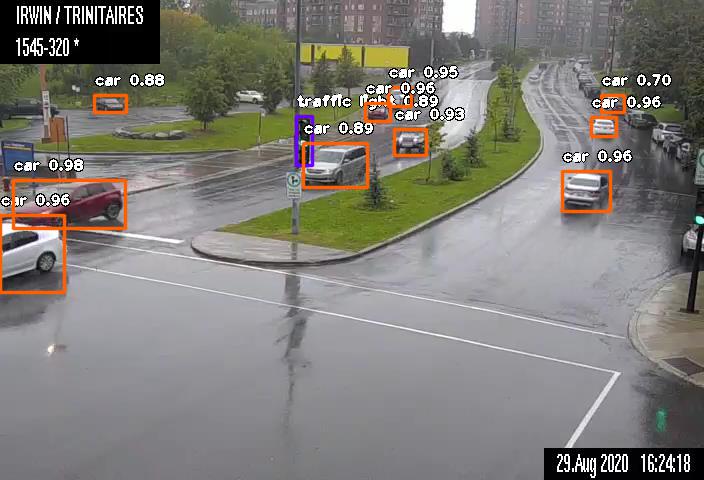 IRWIN / TRINITAIRES
1545-320 *
car 0.88
car 0.95
car 0.96
traffic light 0.89
car 0.93
car 0.89
car 0.70
car 0.96
car 0.96
car 0.98
car 0.96
29.Aug 2020 16:24:18